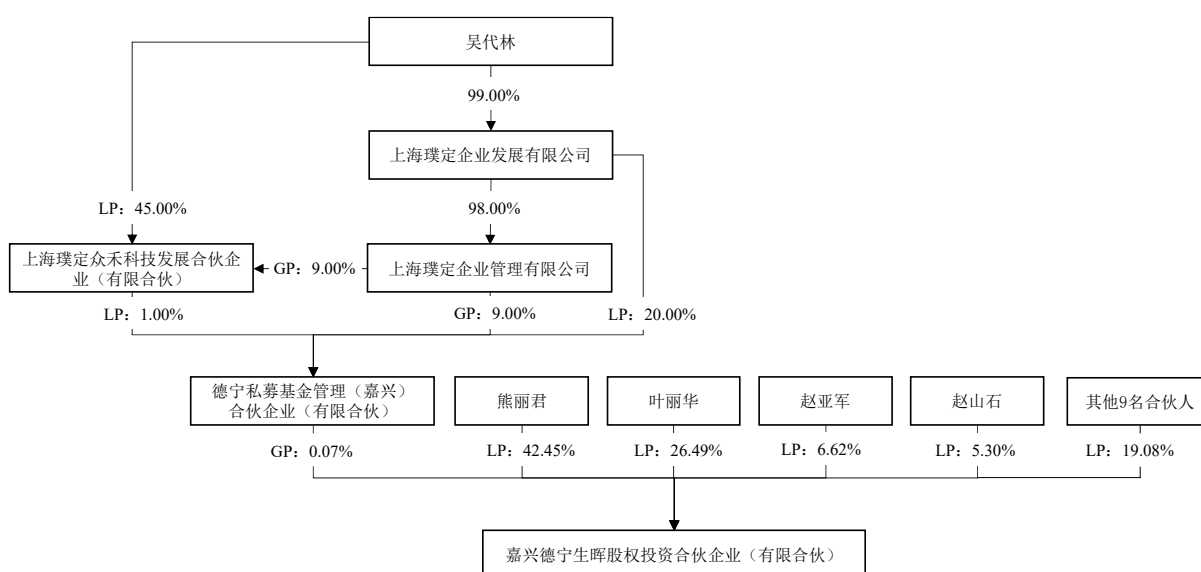 吴代林
99.00%
上海璞定企业发展有限公司
LP：45.00%
98.00%
上海璞定众禾科技发展合伙企
业（有限合伙）
GP：9.00%
上海璞定企业管理有限公司
LP：1.00%
GP：9.00%
LP：20.00%
德宁私募基金管理（嘉兴）
合伙企业（有限合伙）
熊丽君
叶丽华
赵亚军
赵山石
其他9名合伙人
GP：0.07%
LP：42.45%
LP：26.49%
LP：6.62%
LP：5.30%
LP：19.08%
嘉兴德宁生晖股权投资合伙企业（有限合伙）